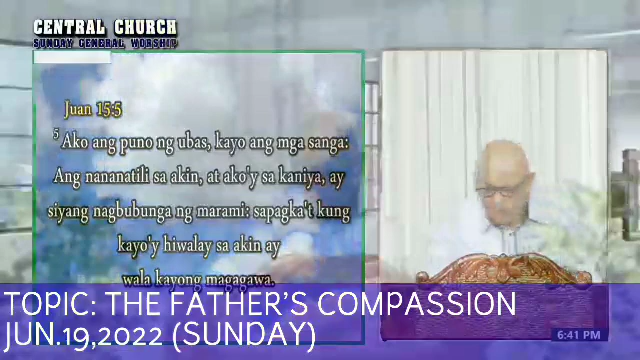 CENTRAL CHURCH
SUNDAY GENERAL WORSHIP
Juan 15:5
5 Ako ang puno ng ubas, kayo ang mga sanga:
Ang nananatili sa akin, at ako'y sa kaniya, ay
siyang nagbubunga ng marami: sapagka't kung
kayo'y hiwalay sa akin ay
wala kayong magagawa.
TOPIC: THE FATHER'S COMPASSION
JUN.19,2022 (SUNDAY)
6:41 PM